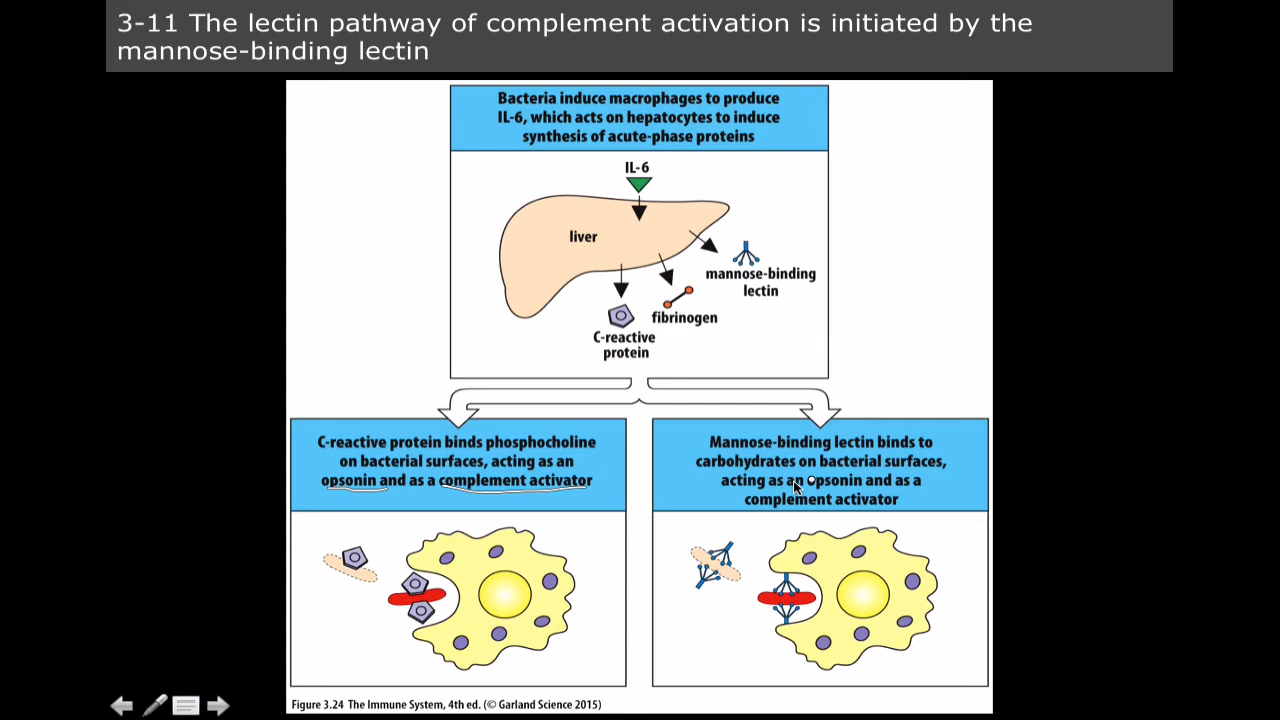 3-11 The lectin pathway of complement activation is initiated by the
mannose-binding lectin
Bacteria induce macrophages to produce
IL-6, which acts on hepatocytes to induce
synthesis of acute-phase proteins
IL-6
liver
mannose-binding
lectin
fibrinogen
C-reactive
protein
C-reactive protein binds phosphocholine
on bacterial surfaces, acting as an
opsonin and as a complement activator
Mannose-binding lectin binds to
carbohydrates on bacterial surfaces,
acting as an opsonin and as a
complement activator
Figure 3.24 The Immune System, 4th ed. (© Garland Science 2015)